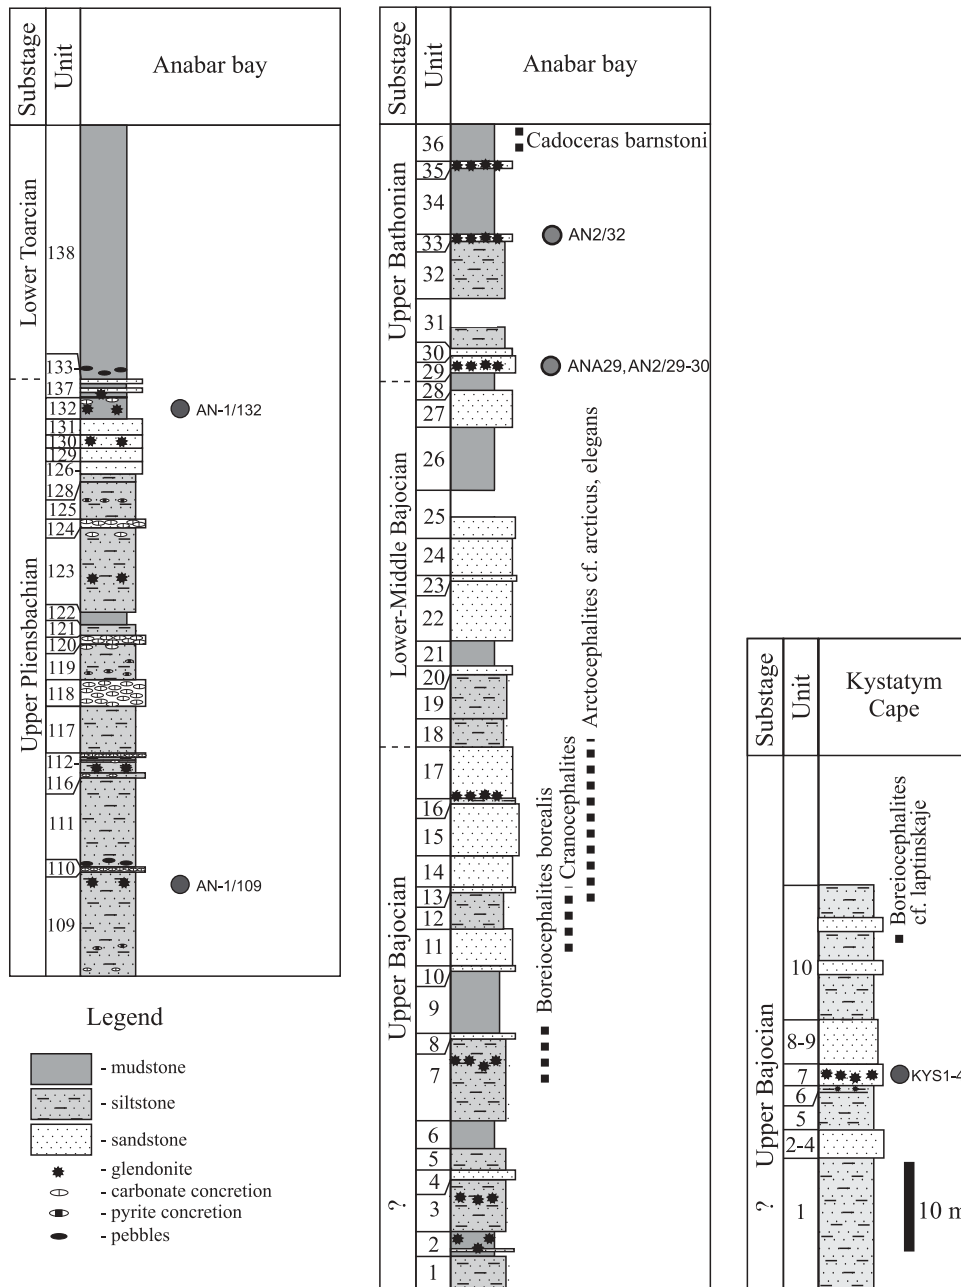 Substage
Unit
Anabar bay
Lower Toarcian
Upper Pliensbachian
138
133
137
132
131
130
129
126
128
125
124
123
122
121
120
119
118
117
112
116
111
110
109
AN-1/132
AN-1/109
Legend
- mudstone
- siltstone
- sandstone
- glendonite
- carbonate concretion
- pyrite concretion
- pebbles
Substage
Unit
Anabar bay
Upper Bathonian
Lower-Middle Bajocian
Upper Bajocian
?
36
35
34
33
32
31
30
29
28
27
26
25
24
23
22
21
20
19
18
17
16
15
14
13
12
11
10
9
8
7
6
5
4
3
2
1
Cadoceras barnstoni
AN2/32
ANA29, AN2/29-30
Arctocephalites cf. arcticus, elegans
Cranocephalites
Boreiocephalites borealis
Substage
Unit
Kystatym
Cape
Upper Bajocian
?
10
8-9
7
6
5
2-4
1
Boreiocephalites
cf. laptinskaje
KYS1-4
10 m